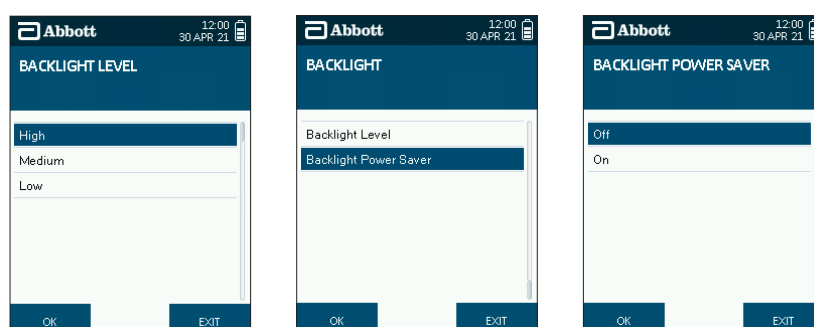 Abbott
12:00
30 APR 21
BACKLIGHT LEVEL
High
Medium
Low
OK EXIT
Abbott
12:00
30 APR 21
BACKLIGHT
Backlight Level
Backlight Power Saver
OK EXIT
Abbott
12:00
30 APR 21
BACKLIGHT POWER SAVER
Off
On
OK EXIT